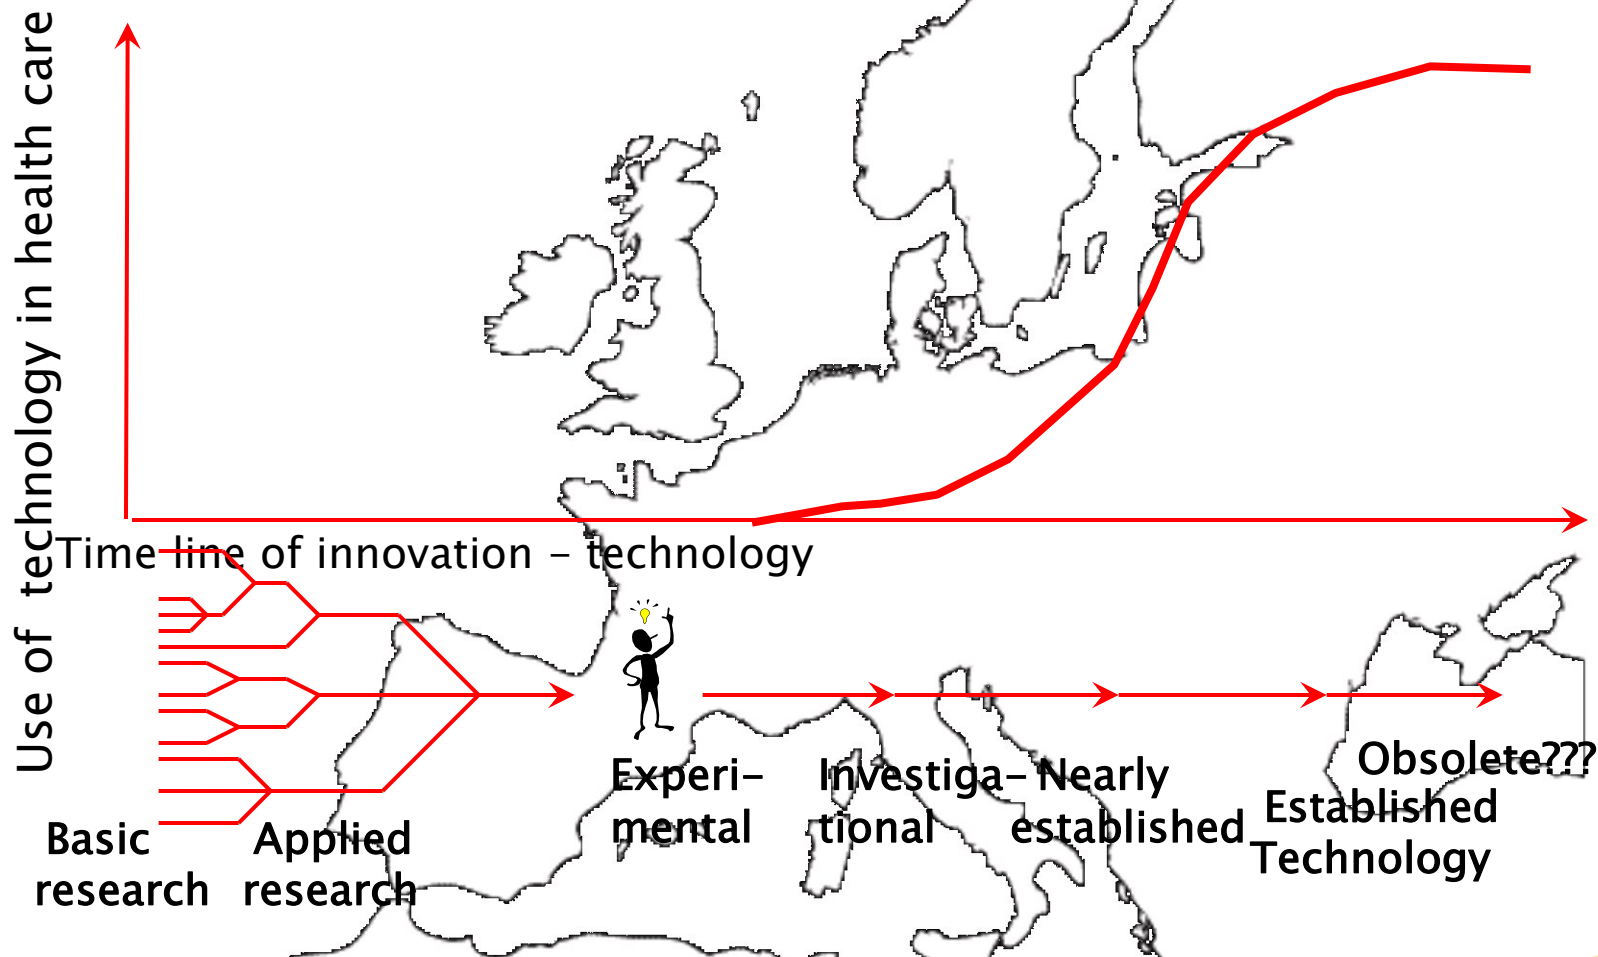 Use of technology in health care
Time line of innovation – technology
Basic
research
Applied
research
Experi-
mental
Investiga-
tional
Nearly
established
Established
Technology
Obsolete???